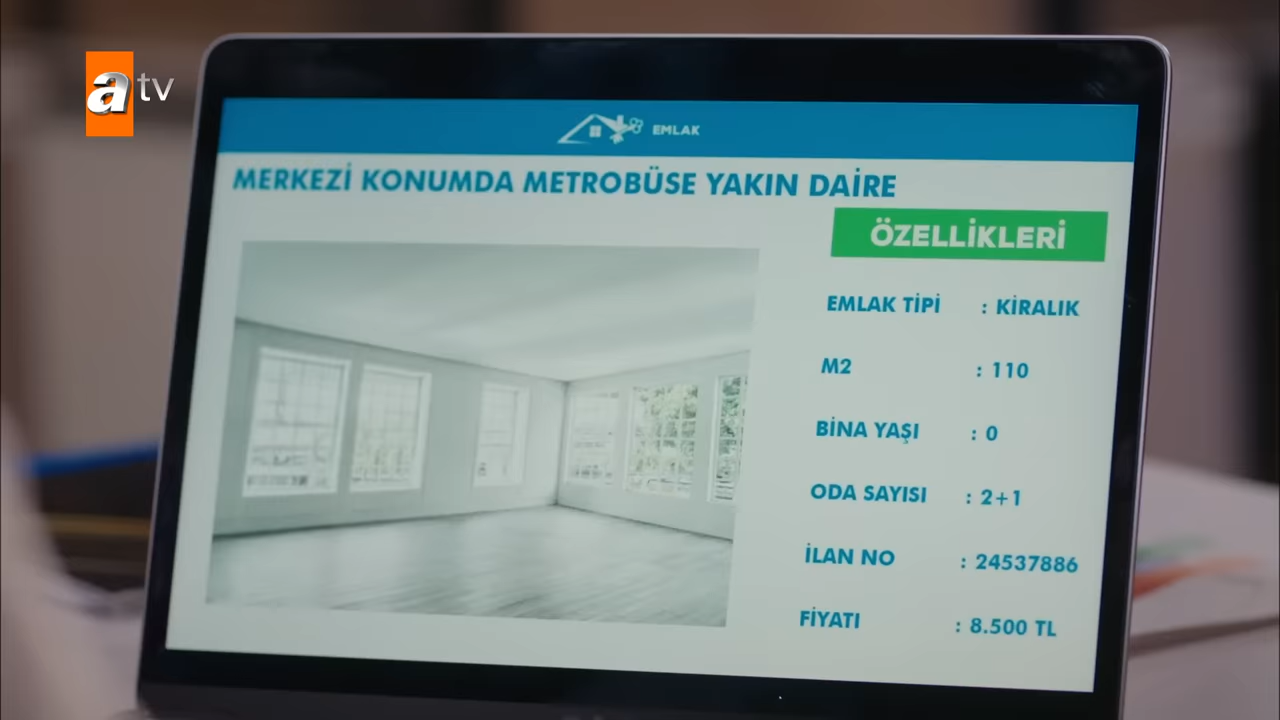 atv
EMLAK
MERKEZİ KONUMDA METROBÜSE YAKIN DAİRE
ÖZELLİKLERİ
EMLAK TİPİ : KİRALIK
M2 : 110
BİNA YAŞI : 0
ODA SAYISI : 2+1
İLAN NO : 24537886
FİYATI : 8.500 TL